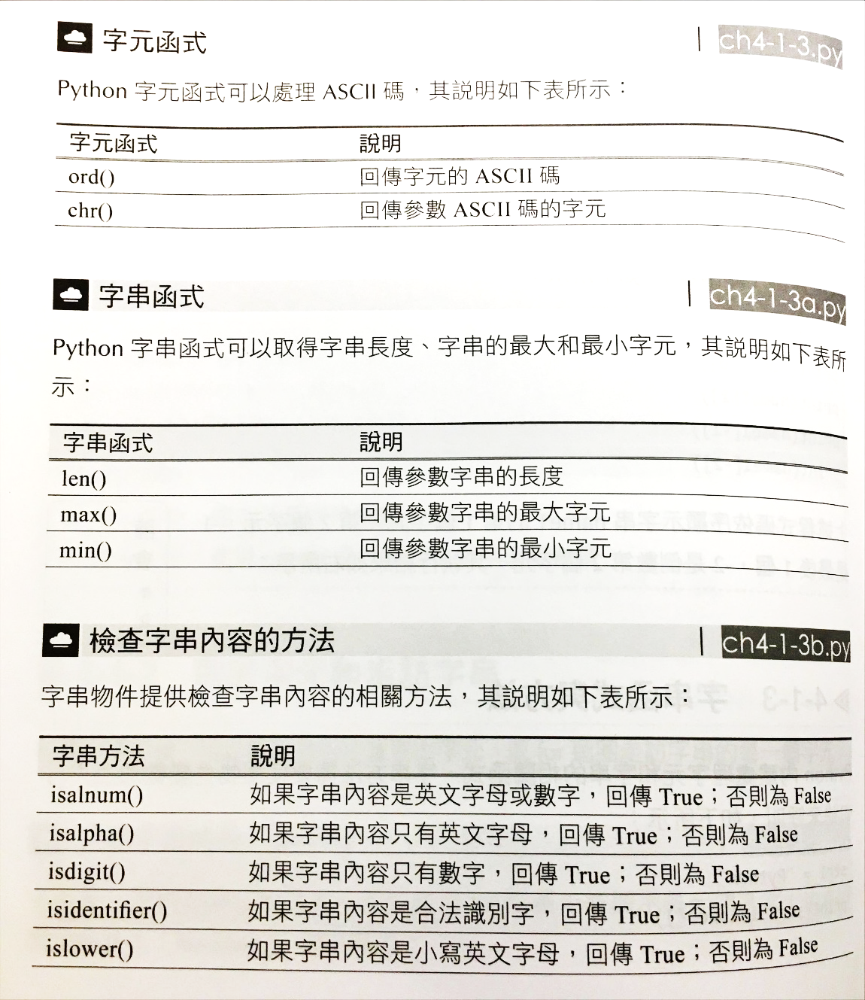 字元函式 ch4-1-3.py
Python 字元函式可以處理 ASCII 碼，其說明如下表所示：
字元函式 說明
ord() 回傳字元的 ASCII 碼
chr() 回傳參數 ASCII 碼的字元
字串函式 ch4-1-3a.py
Python 字串函式可以取得字串長度、字串的最大和最小字元，其說明如下表所
示：
字串函式 說明
len() 回傳參數字串的長度
max() 回傳參數字串的最大字元
min() 回傳參數字串的最小字元
檢查字串內容的方法 ch4-1-3b.py
字串物件提供檢查字串內容的相關方法，其說明如下表所示：
字串方法 說明
isalnum() 如果字串內容是英文字母或數字，回傳 True；否則為 False
isalpha() 如果字串內容只有英文字母，回傳 True；否則為 False
isdigit() 如果字串內容只有數字，回傳 True；否則為 False
isidentifier() 如果字串內容是合法識別字，回傳 True；否則為 False
islower() 如果字串內容是小寫英文字母，回傳 True；否則為 False